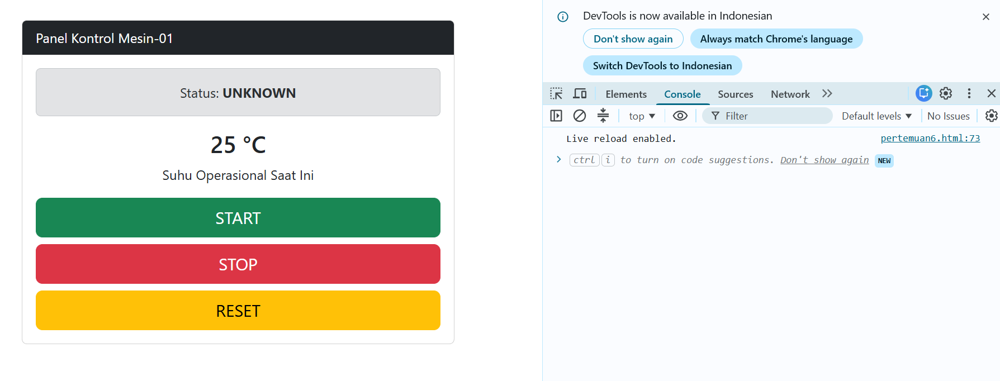 Panel Kontrol Mesin-01
Status: UNKNOWN
25 °C
Suhu Operasional Saat Ini
START
STOP
RESET
DevTools is now available in Indonesian
Don't show again
Always match Chrome's language
Switch DevTools to Indonesian
Elements
Console
Sources
Network
top
Filter
Default levels
No Issues
Live reload enabled.
pertemuan6.html:73
ctrl i to turn on code suggestions. Don't show again NEW